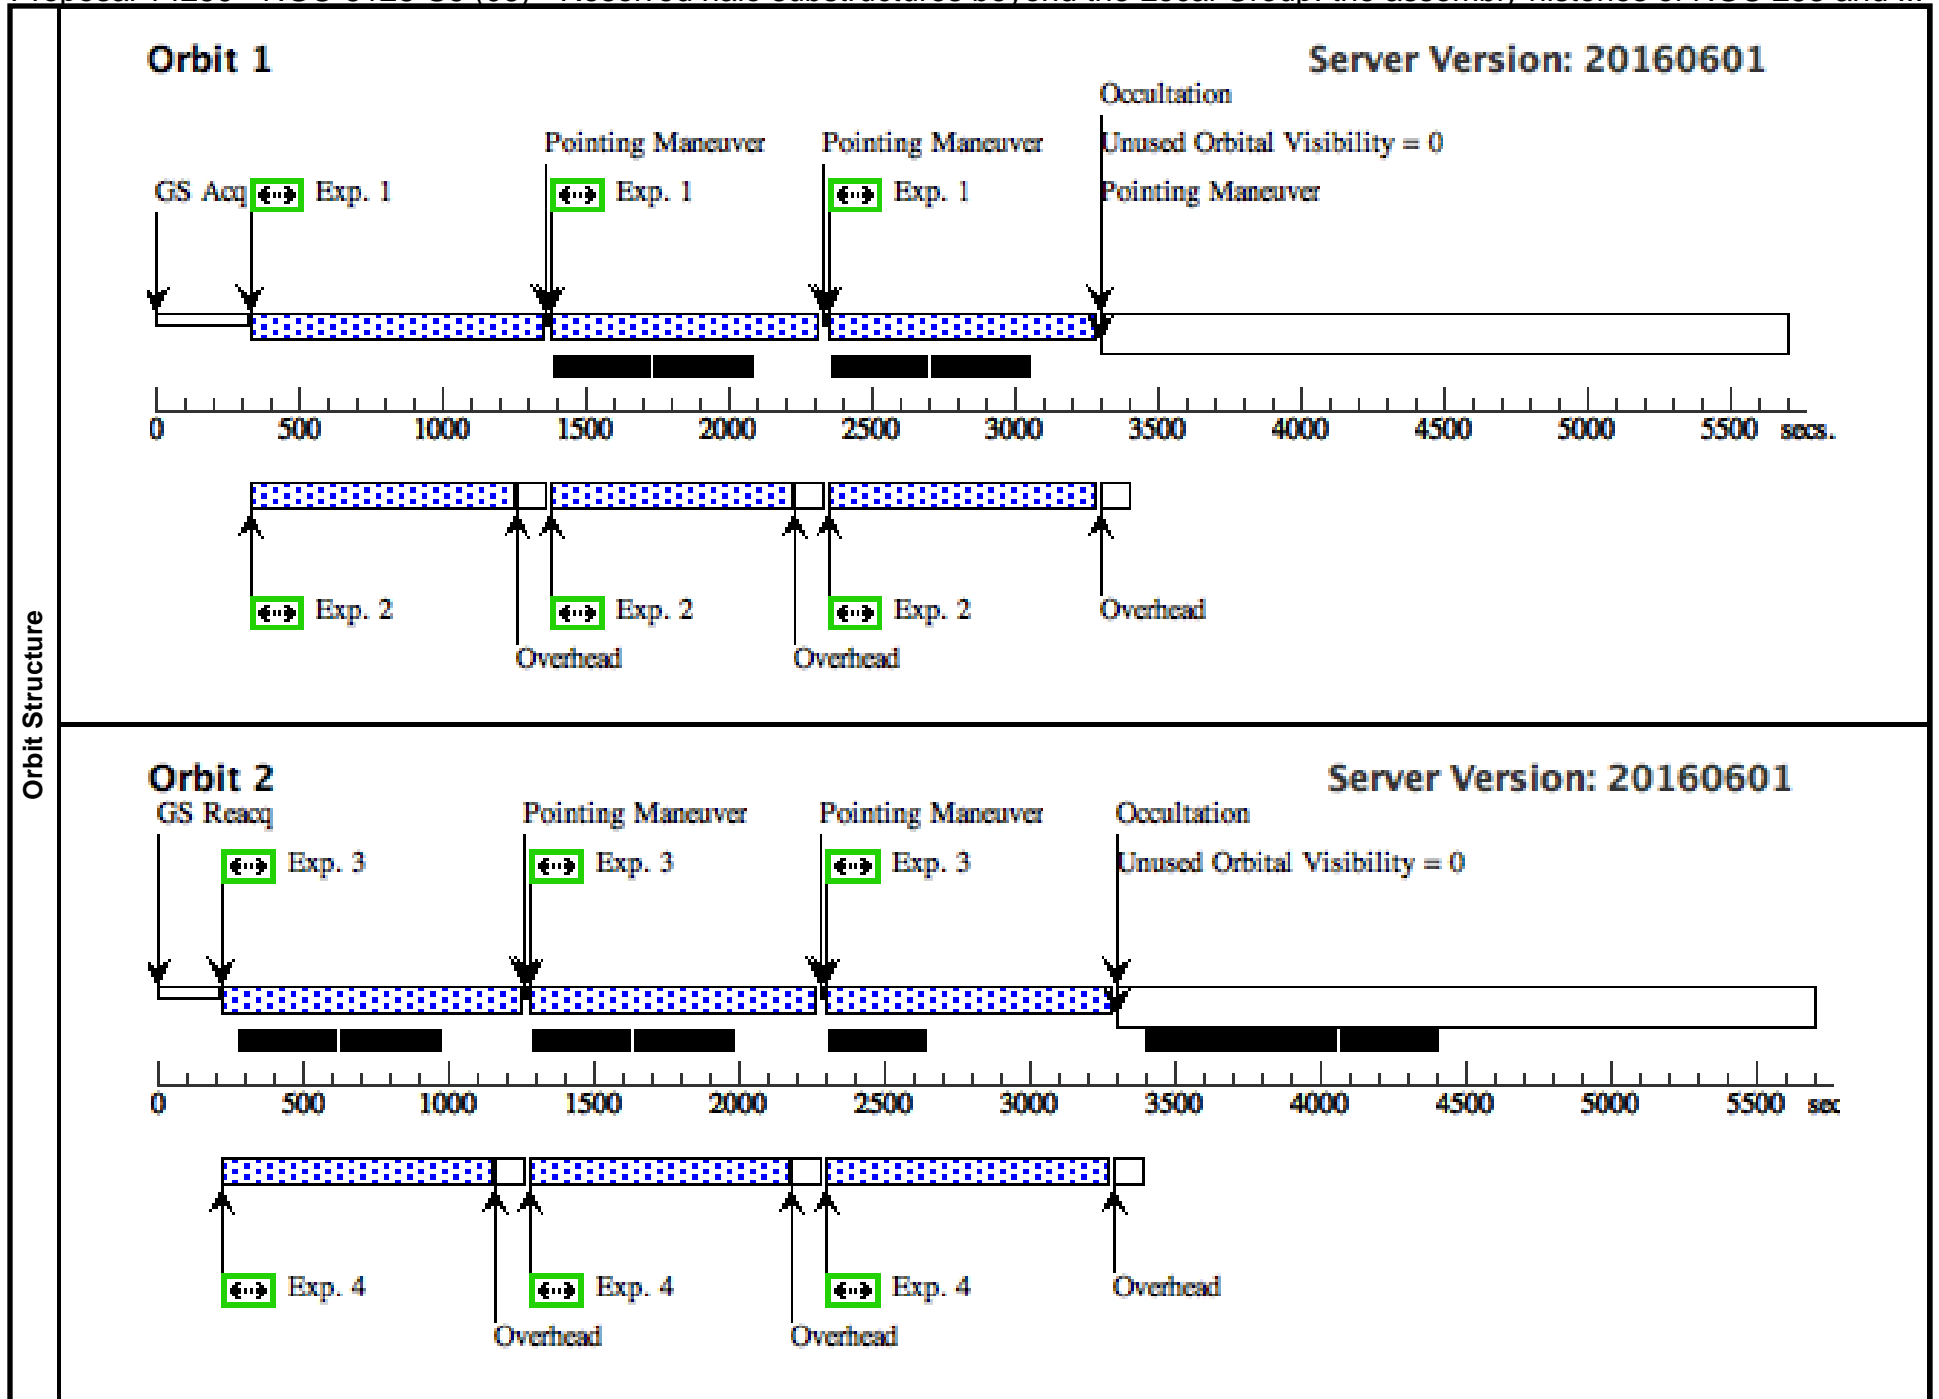 Orbit Structure
Orbit 1
Server Version: 20160601
Occultation
Pointing Maneuver Pointing Maneuver Unused Orbital Visibility = 0
GS Acq Exp. 1 Exp. 1 Exp. 1 Pointing Maneuver
0 500 1000 1500 2000 2500 3000 3500 4000 4500 5000 5500 secs.
Exp. 2 Exp. 2 Exp. 2 Overhead
Overhead Overhead
Orbit 2
Server Version: 20160601
GS Reacq Pointing Maneuver Pointing Maneuver Occultation
Exp. 3 Exp. 3 Exp. 3 Unused Orbital Visibility = 0
0 500 1000 1500 2000 2500 3000 3500 4000 4500 5000 5500 sec
Exp. 4 Exp. 4 Exp. 4 Overhead
Overhead Overhead